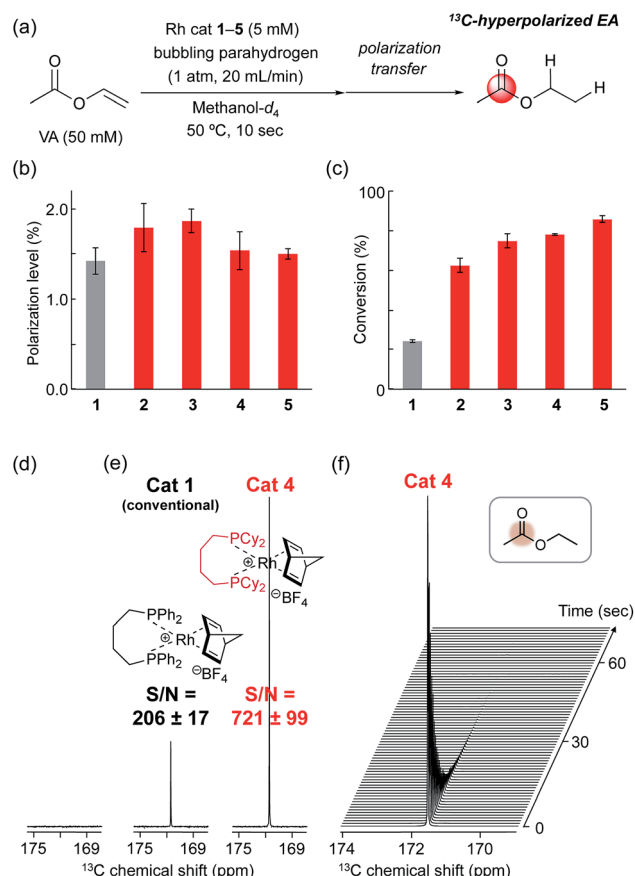 (a)
Rh cat 1–5 (5 mM)
bubbling parahydrogen
(1 atm, 20 mL/min)
Methanol-d4
50 ºC, 10 sec
polarization
transfer
¹³C-hyperpolarized EA
O
O
VA (50 mM)
O
O
H
H
(b)
Polarization level (%)
2.0
1.6
1.0
0.0
1 2 3 4 5
(c)
Conversion (%)
100
0
1 2 3 4 5
(d)
175 169
(e)
Cat 1
(conventional)
PPh2
PPh2
⊕
Rh
⊖BF4
S/N =
206 ± 17
175 169
Cat 4
PCy2
PCy2
⊕
Rh
⊖BF4
S/N =
721 ± 99
175 169
¹³C chemical shift (ppm)
(f)
Cat 4
O
O
Time (sec)
60
30
0
174 172 170
¹³C chemical shift (ppm)